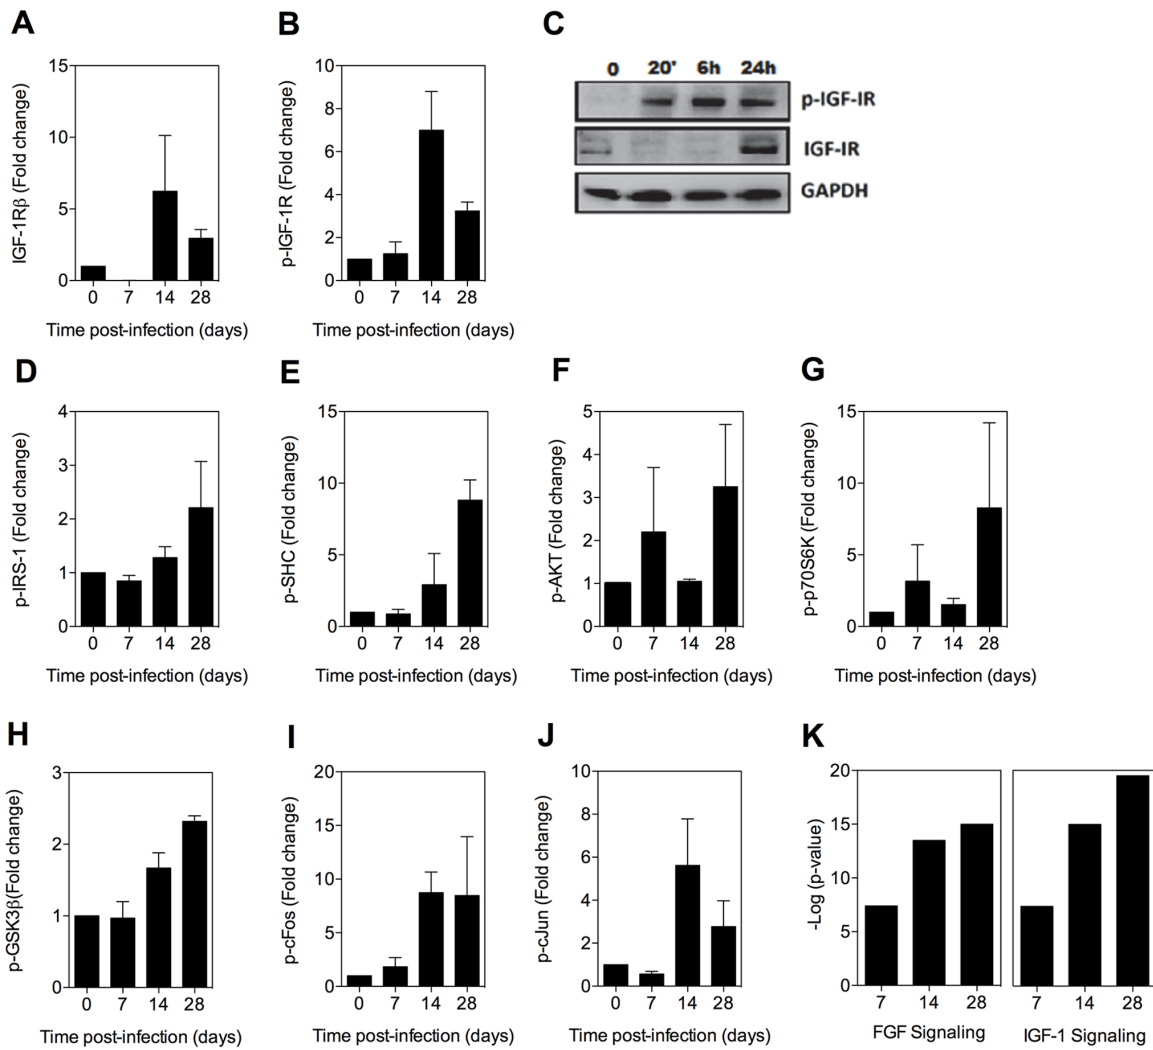 A
IGF-1Rβ (Fold change)
15
10
5
0
0 7 14 28
Time post-infection (days)
B
p-IGF-1R (Fold change)
10
8
6
4
2
0
0 7 14 28
Time post-infection (days)
C
0 20' 6h 24h
p-IGF-IR
IGF-IR
GAPDH
D
p-IRS-1 (Fold change)
4
3
2
1
0
0 7 14 28
Time post-infection (days)
E
p-SHC (Fold change)
15
10
5
0
0 7 14 28
Time post-infection (days)
F
p-AKT (Fold change)
5
4
3
2
1
0
0 7 14 28
Time post-infection (days)
G
p-p70S6K (Fold change)
15
10
5
0
0 7 14 28
Time post-infection (days)
H
p-GSK3β(Fold change)
3
2
1
0
0 7 14 28
Time post-infection (days)
I
p-cFos (Fold change)
20
15
10
5
0
0 7 14 28
Time post-infection (days)
J
p-cJun (Fold change)
10
8
6
4
2
0
0 7 14 28
Time post-infection (days)
K
-Log (p-value)
20
15
10
5
0
7 14 28
FGF Signaling
7 14 28
IGF-1 Signaling